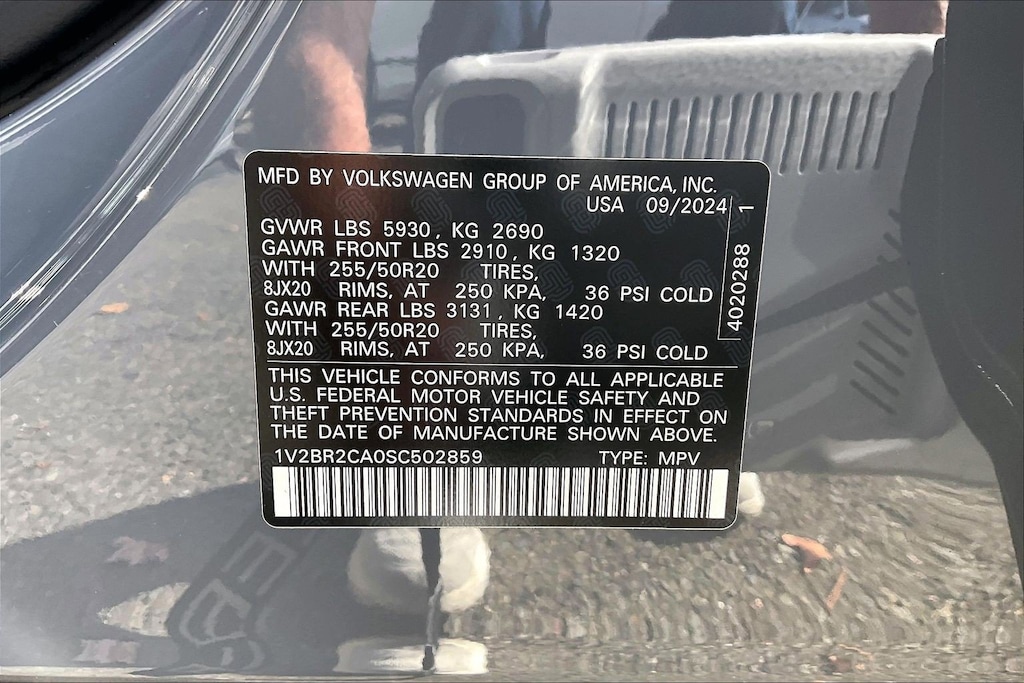 MFD BY VOLKSWAGEN GROUP OF AMERICA, INC.
USA 09/2024
GVWR LBS 5930, KG 2690
GAWR FRONT LBS 2910, KG 1320
WITH 255/50R20 TIRES,
8JX20 RIMS, AT 250 KPA, 36 PSI COLD
GAWR REAR LBS 3131, KG 1420
WITH 255/50R20 TIRES,
8JX20 RIMS, AT 250 KPA, 36 PSI COLD
4020288 1
THIS VEHICLE CONFORMS TO ALL APPLICABLE
U.S. FEDERAL MOTOR VEHICLE SAFETY AND
THEFT PREVENTION STANDARDS IN EFFECT ON
THE DATE OF MANUFACTURE SHOWN ABOVE.
1V2BR2CA0SC502859 TYPE: MPV